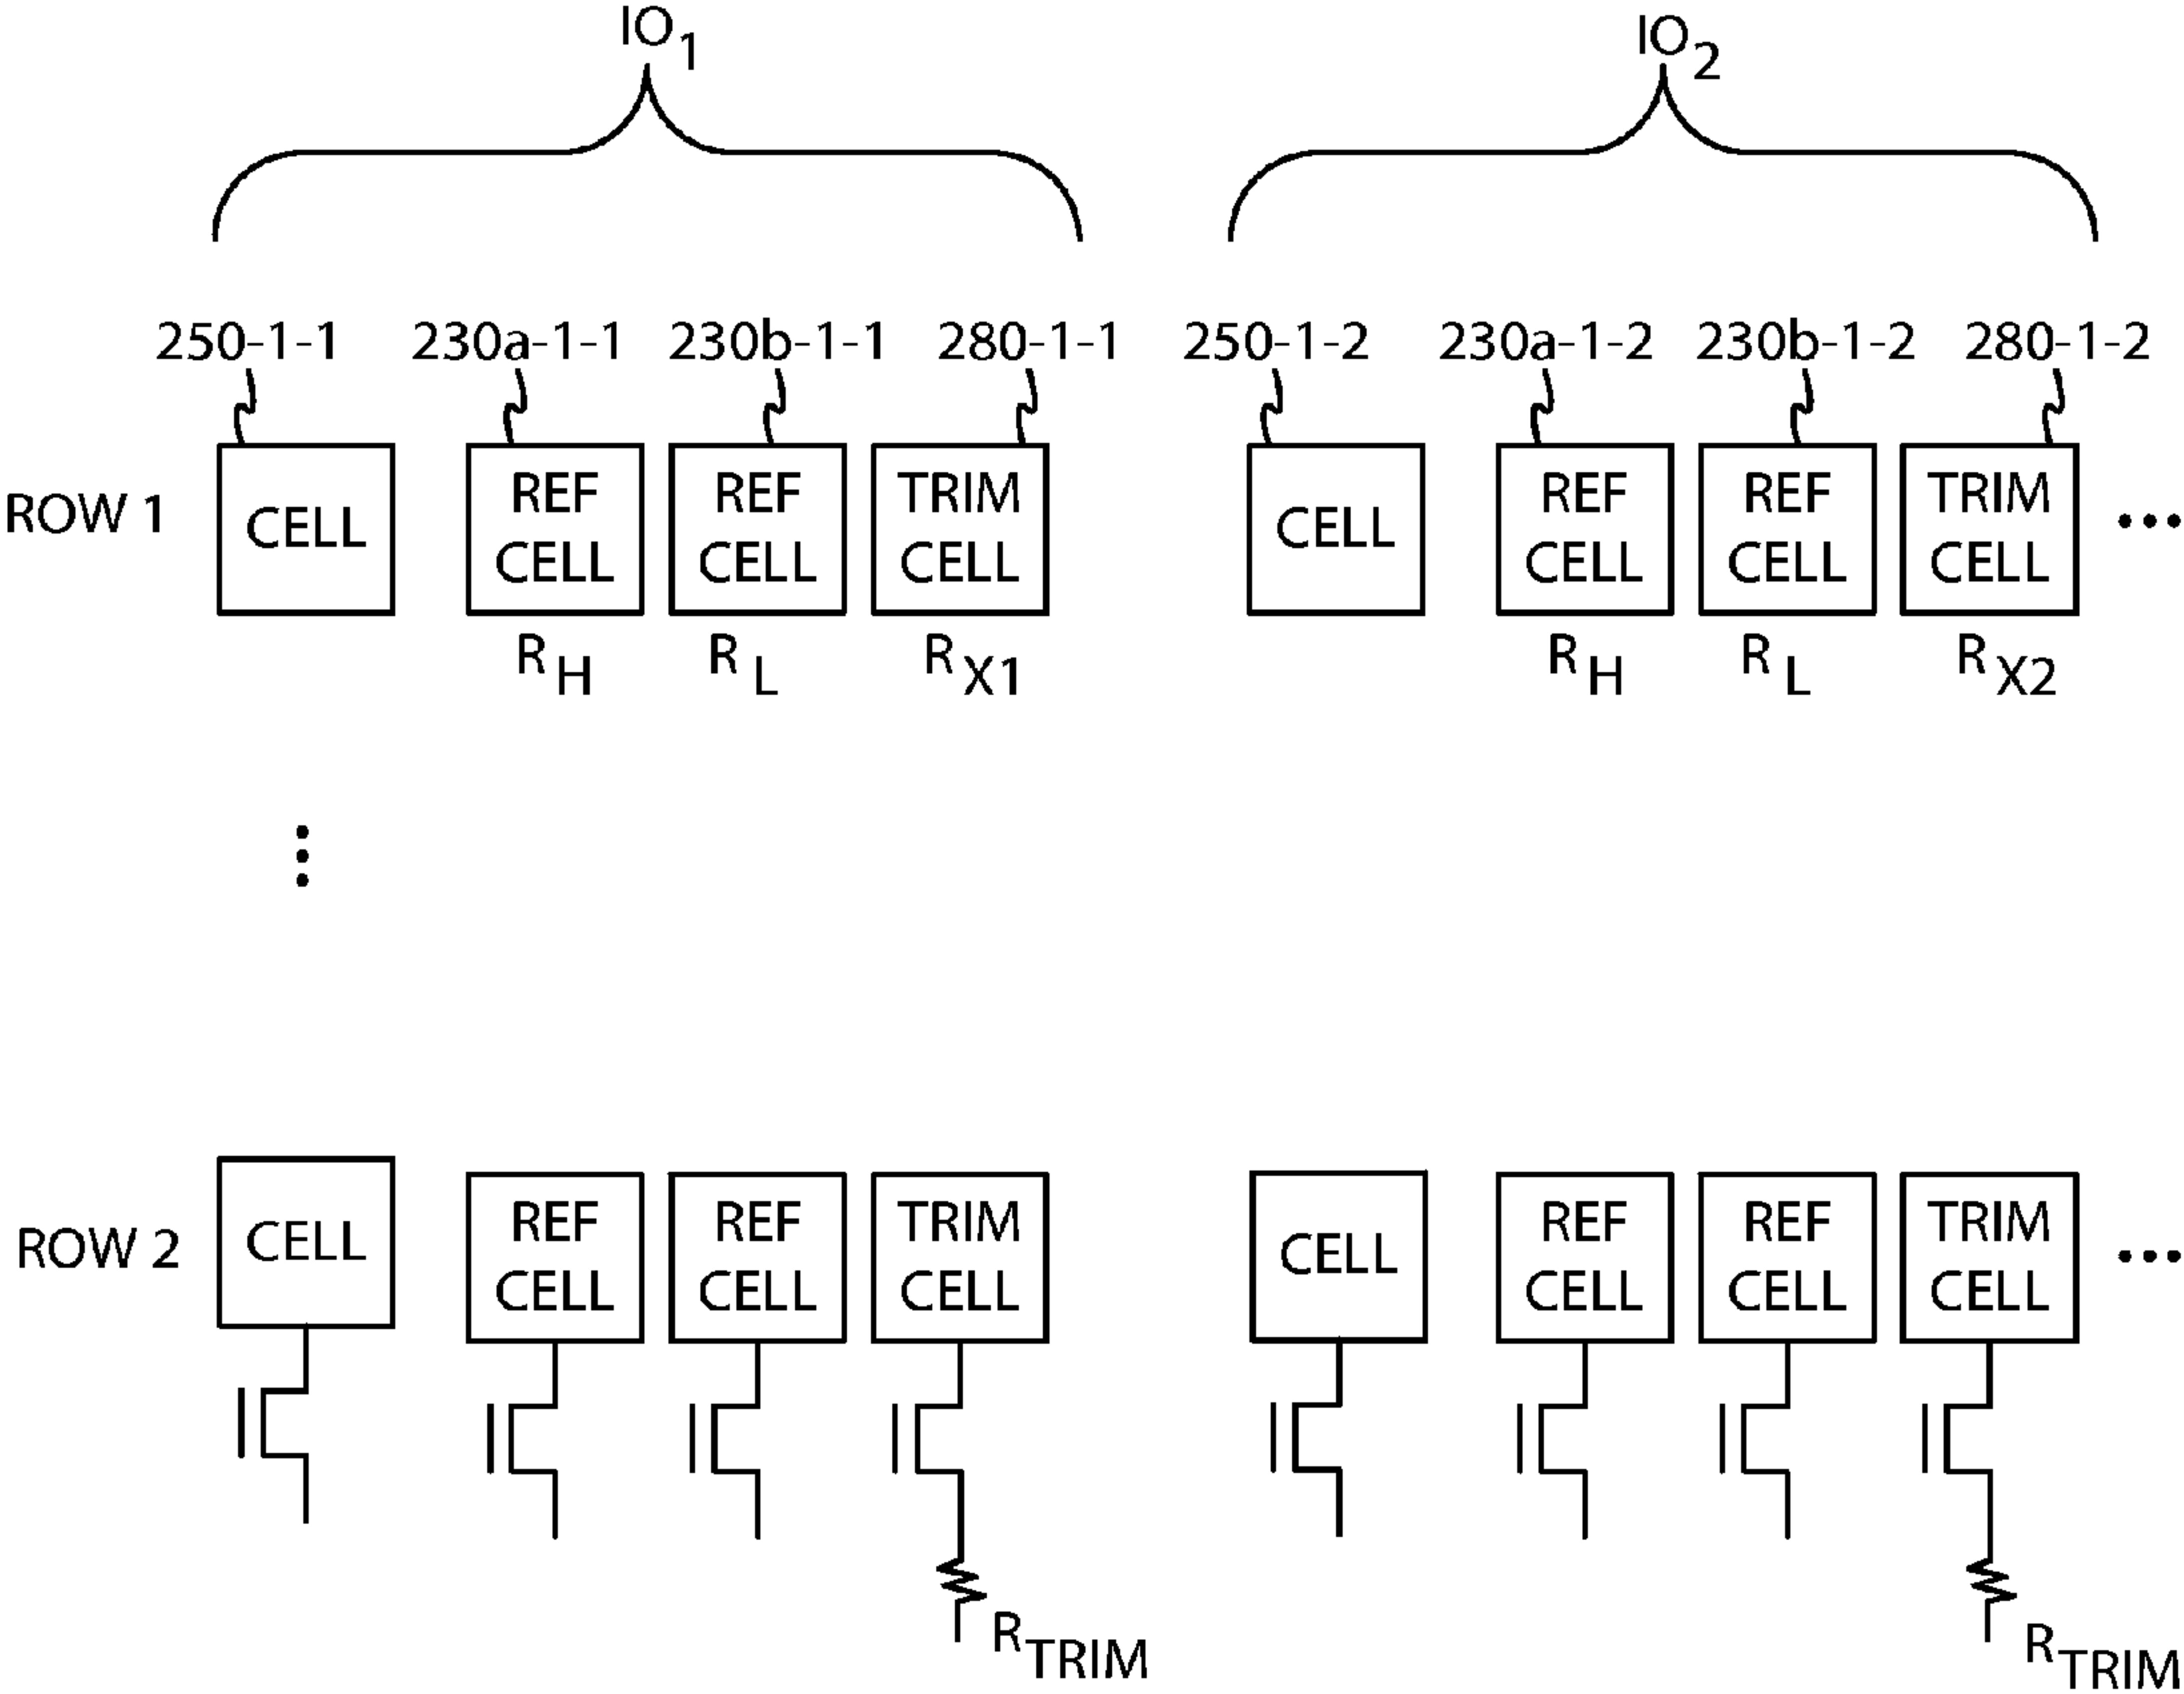 IO1 IO2
250-1-1 230a-1-1 230b-1-1 280-1-1 250-1-2 230a-1-2 230b-1-2 280-1-2
ROW 1
CELL
REF
CELL
REF
CELL
TRIM
CELL
CELL
REF
CELL
REF
CELL
TRIM
CELL
...
RH RL RX1 RH RL RX2
ROW 2
CELL
REF
CELL
REF
CELL
TRIM
CELL
CELL
REF
CELL
REF
CELL
TRIM
CELL
...
RTRIM RTRIM